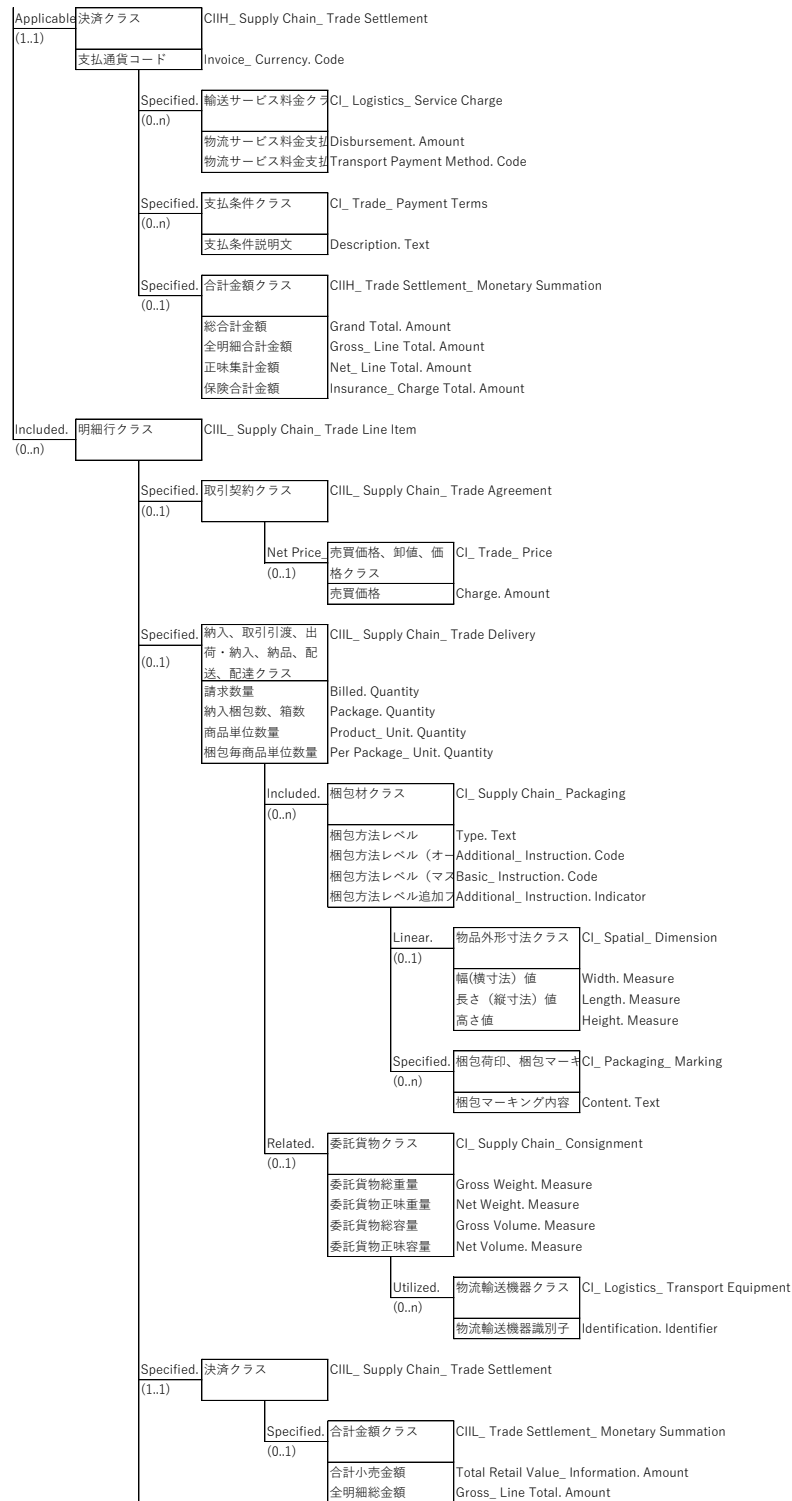 Applicable 決済クラス CIIH_ Supply Chain_ Trade Settlement
(1..1)
支払通貨コード Invoice_ Currency. Code
Specified. 輸送サービス料金クラ CI_ Logistics_ Service Charge
(0..n)
物流サービス料金支払 Disbursement. Amount
物流サービス料金支払 Transport Payment Method. Code
Specified. 支払条件クラス CI_ Trade_ Payment Terms
(0..n)
支払条件説明文 Description. Text
Specified. 合計金額クラス CIIH_ Trade Settlement_ Monetary Summation
(0..1)
総合計金額 Grand Total. Amount
全明細合計金額 Gross_ Line Total. Amount
正味集計金額 Net_ Line Total. Amount
保険合計金額 Insurance_ Charge Total. Amount
Included. 明細行クラス CIIL_ Supply Chain_ Trade Line Item
(0..n)
Specified. 取引契約クラス CIIL_ Supply Chain_ Trade Agreement
(0..1)
Net Price_ 売買価格、卸値、価 CI_ Trade_ Price
(0..1) 格クラス
売買価格 Charge. Amount
Specified. 納入、取引引渡、出 CIIL_ Supply Chain_ Trade Delivery
荷・納入、納品、配
(0..1) 送、配達クラス
請求数量 Billed. Quantity
納入梱包数、箱数 Package. Quantity
商品単位数量 Product_ Unit. Quantity
梱包毎商品単位数量 Per Package_ Unit. Quantity
Included. 梱包材クラス CI_ Supply Chain_ Packaging
(0..n)
梱包方法レベル Type. Text
梱包方法レベル（オー Additional_ Instruction. Code
梱包方法レベル（マス Basic_ Instruction. Code
梱包方法レベル追加フ Additional_ Instruction. Indicator
Linear. 物品外形寸法クラス CI_ Spatial_ Dimension
(0..1)
幅(横寸法）値 Width. Measure
長さ（縦寸法）値 Length. Measure
高さ値 Height. Measure
Specified. 梱包荷印、梱包マーキ CI_ Packaging_ Marking
(0..n)
梱包マーキング内容 Content. Text
Related. 委託貨物クラス CI_ Supply Chain_ Consignment
(0..1)
委託貨物総重量 Gross Weight. Measure
委託貨物正味重量 Net Weight. Measure
委託貨物総容量 Gross Volume. Measure
委託貨物正味容量 Net Volume. Measure
Utilized. 物流輸送機器クラス CI_ Logistics_ Transport Equipment
(0..n)
物流輸送機器識別子 Identification. Identifier
Specified. 決済クラス CIIL_ Supply Chain_ Trade Settlement
(1..1)
Specified. 合計金額クラス CIIL_ Trade Settlement_ Monetary Summation
(0..1)
合計小売金額 Total Retail Value_ Information. Amount
全明細総金額 Gross_ Line Total. Amount